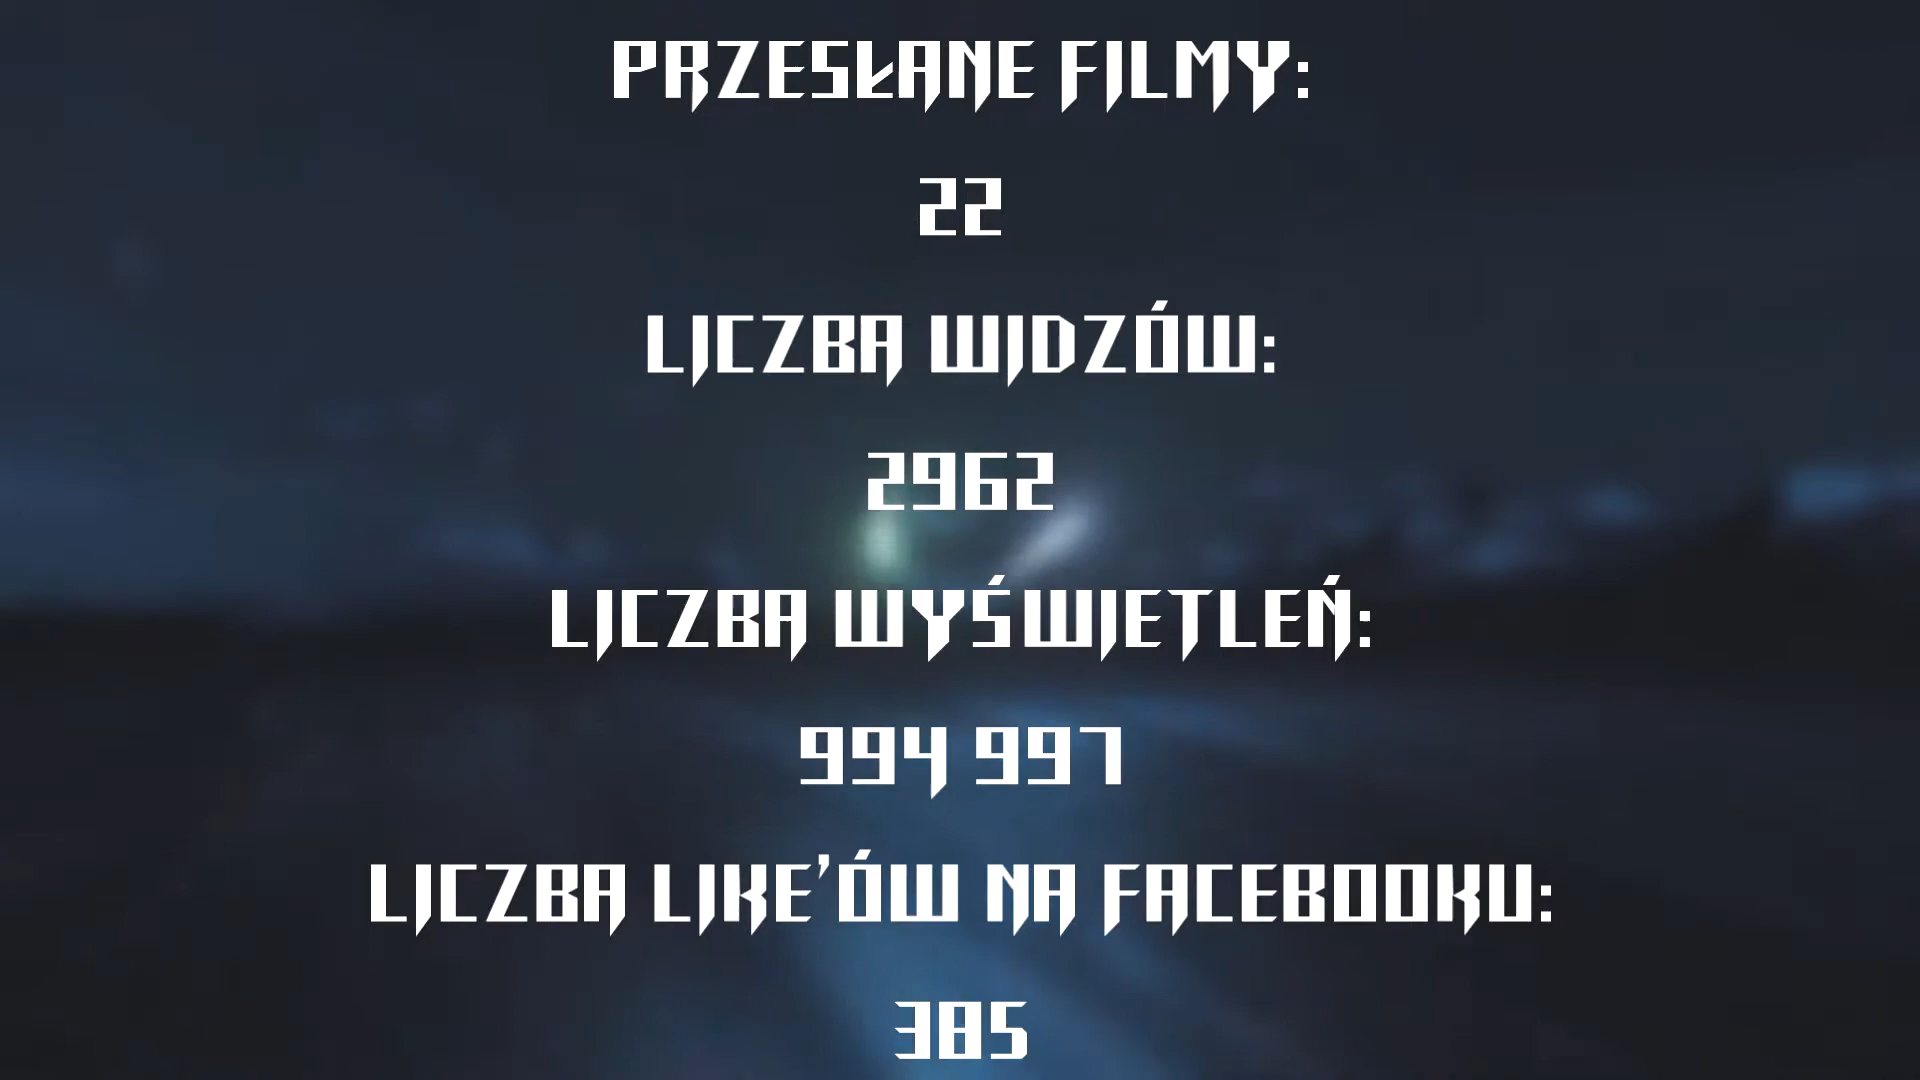 PRZESŁANE FILMY:
22
LICZBA WIDZÓW:
2962
LICZBA WYŚWIETLEŃ:
994 997
LICZBA LIKE'ÓW NA FACEBOOKU:
385